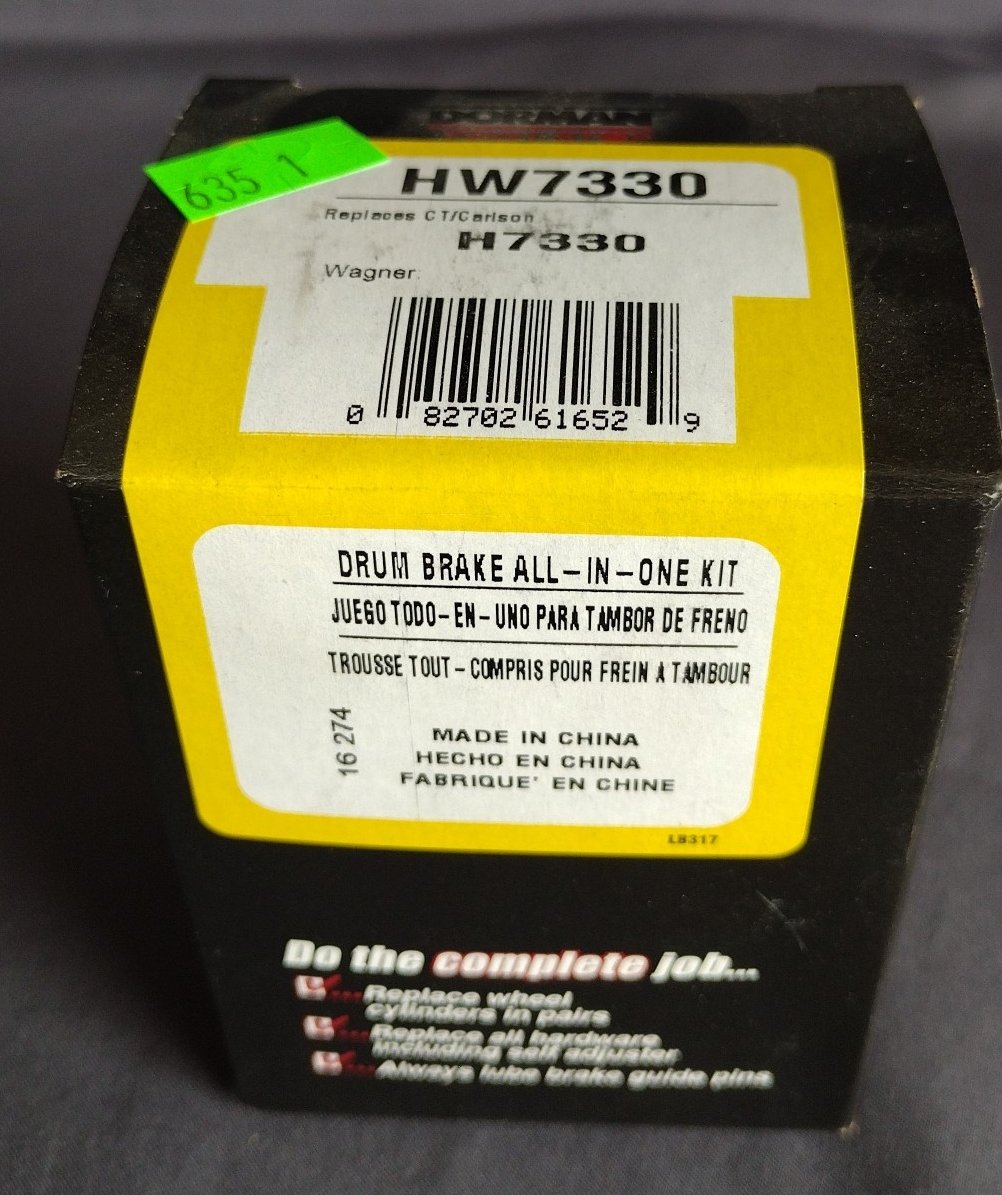 DORMAN
635 1
HW7330
Replaces CT/Carlson
H7330
Wagner:
0 82702 61652 9
DRUM BRAKE ALL-IN-ONE KIT
JUEGO TODO-EN-UNO PARA TAMBOR DE FRENO
TROUSSE TOUT-COMPRIS POUR FREIN A TAMBOUR
16 274
MADE IN CHINA
HECHO EN CHINA
FABRIQUE' EN CHINE
LB317
Do the complete job...
...Replace wheel
cylinders in pairs
...Replace all hardware
including self adjuster
...Always lube brake guide pins